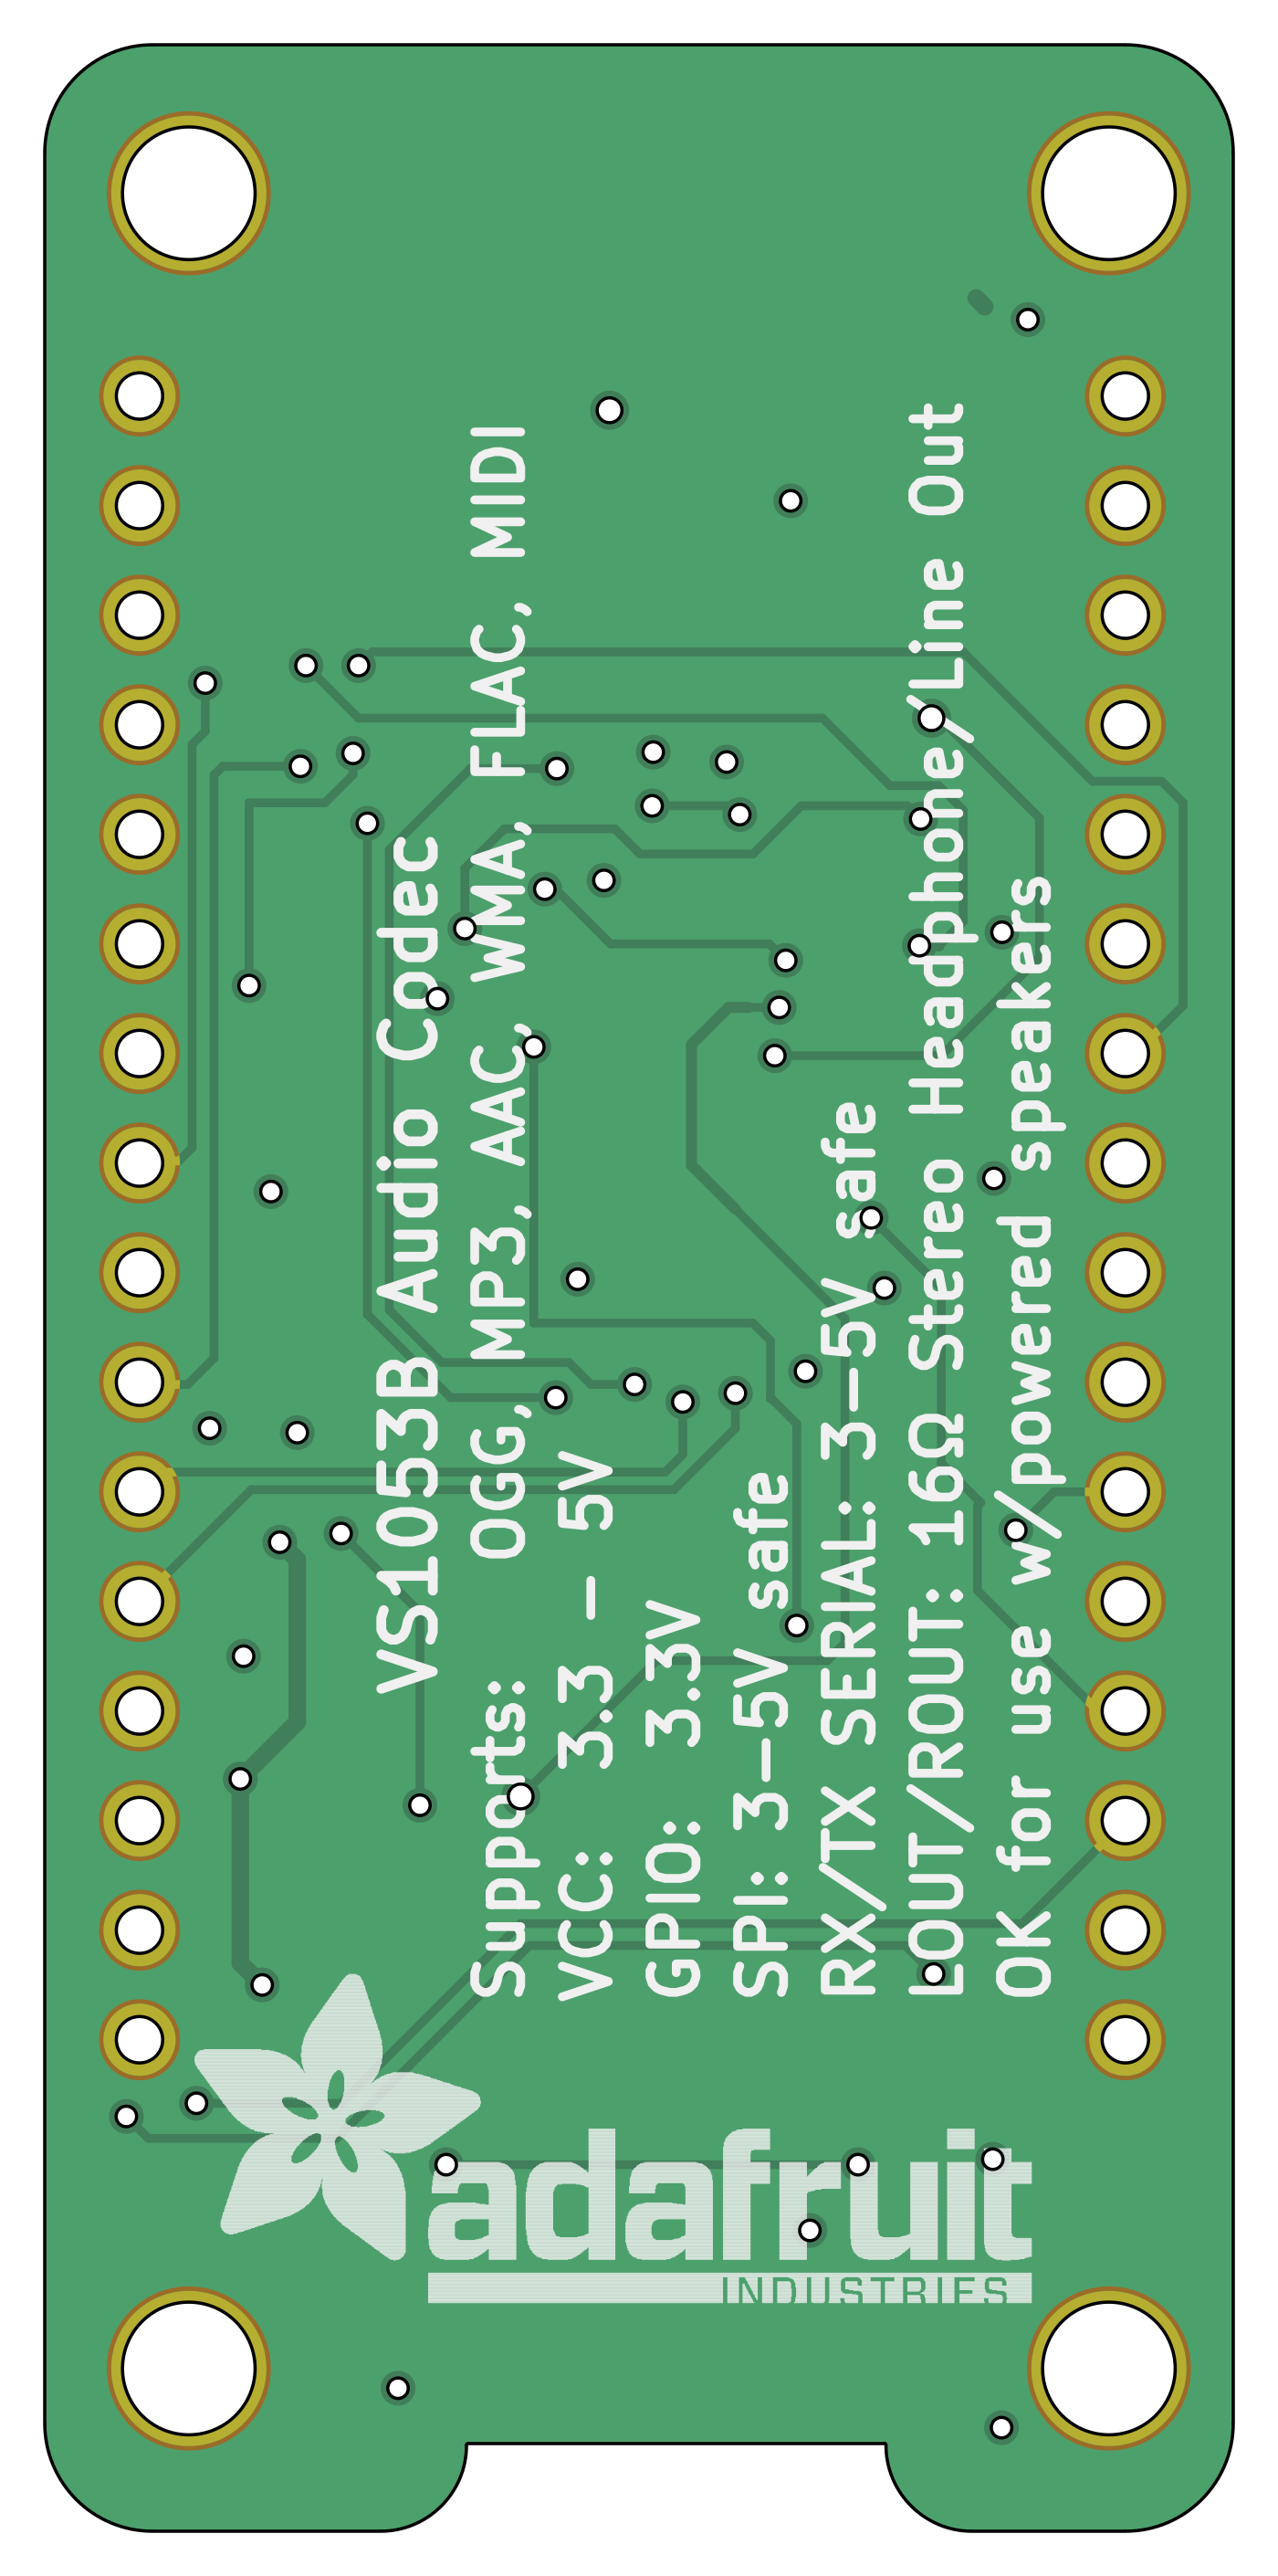 VS1053B Audio Codec
Supports: OGG, MP3, AAC, WMA, FLAC, MIDI
VCC: 3.3 - 5V
GPIO: 3.3V
SPI: 3-5V safe
RX/TX SERIAL: 3-5V safe
LOUT/ROUT: 16Ω Stereo Headphone/Line Out
OK for use w/powered speakers
adafruit
INDUSTRIES